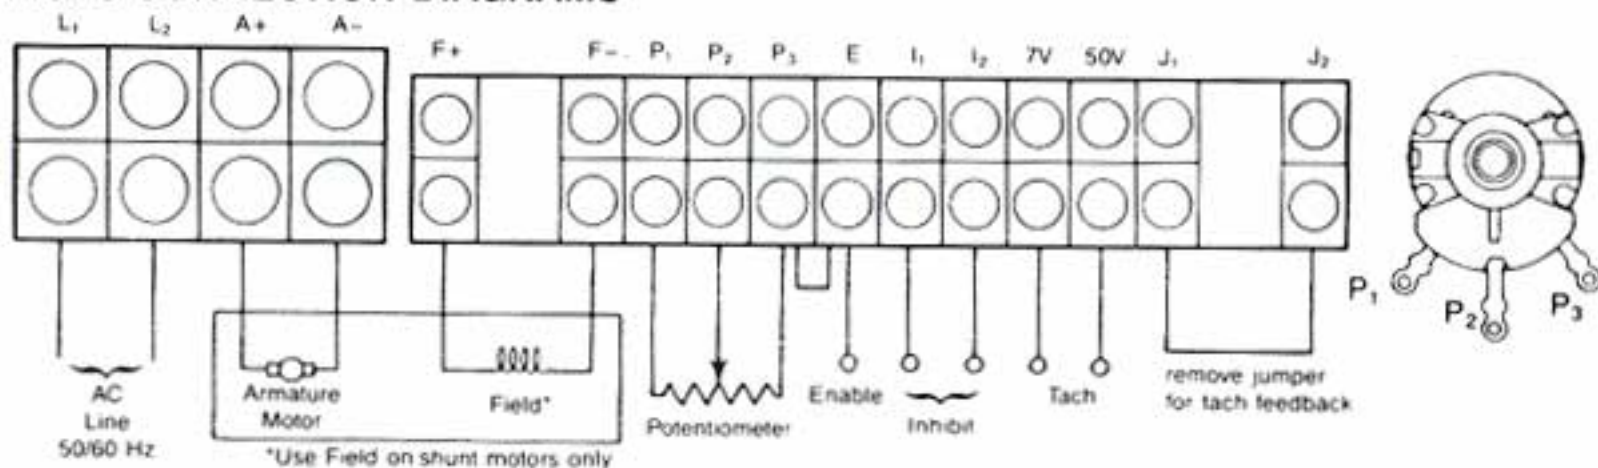 L₁ L₂ A+ A-
F+ F- P₁ P₂ P₃ E I₁ I₂ 7V 50V J₁ J₂
P₁ P₂ P₃
AC
Line
50/60 Hz
Armature
Motor
Field*
*Use Field on shunt motors only
Potentiometer
Enable
Inhibit
Tach
remove jumper
for tach feedback